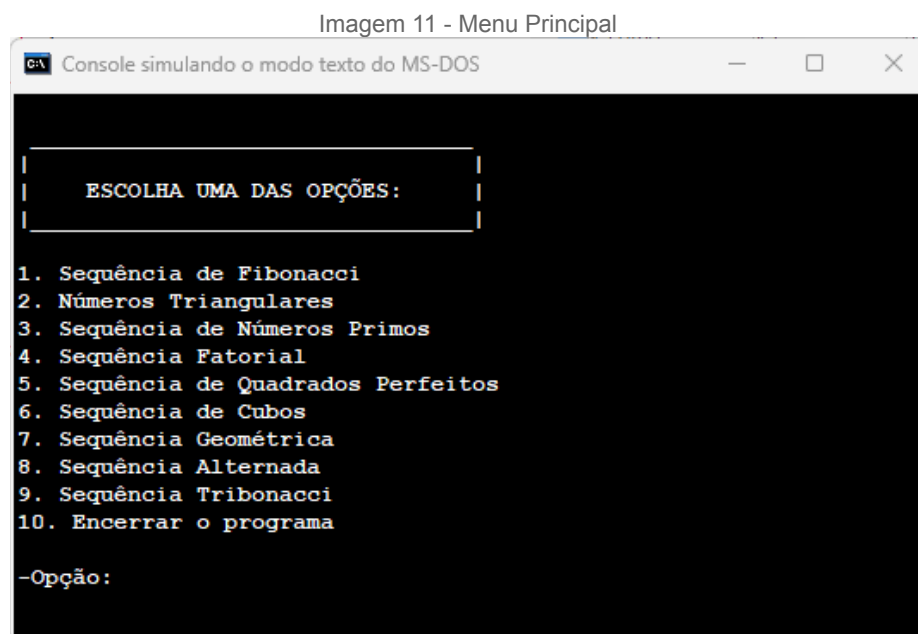 Imagem 11 - Menu Principal
Console simulando o modo texto do MS-DOS
ESCOLHA UMA DAS OPÇÕES:
1. Sequência de Fibonacci
2. Números Triangulares
3. Sequência de Números Primos
4. Sequência Fatorial
5. Sequência de Quadrados Perfeitos
6. Sequência de Cubos
7. Sequência Geométrica
8. Sequência Alternada
9. Sequência Tribonacci
10. Encerrar o programa
-Opção: